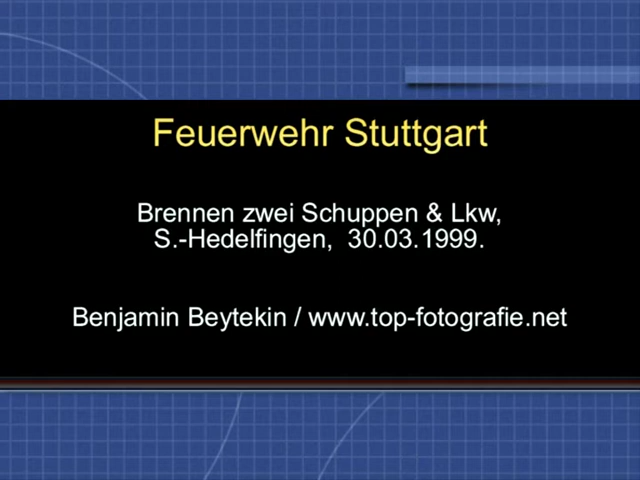 Feuerwehr Stuttgart
Brennen zwei Schuppen & Lkw,
S.-Hedelfingen, 30.03.1999.
Benjamin Beytekin / www.top-fotografie.net